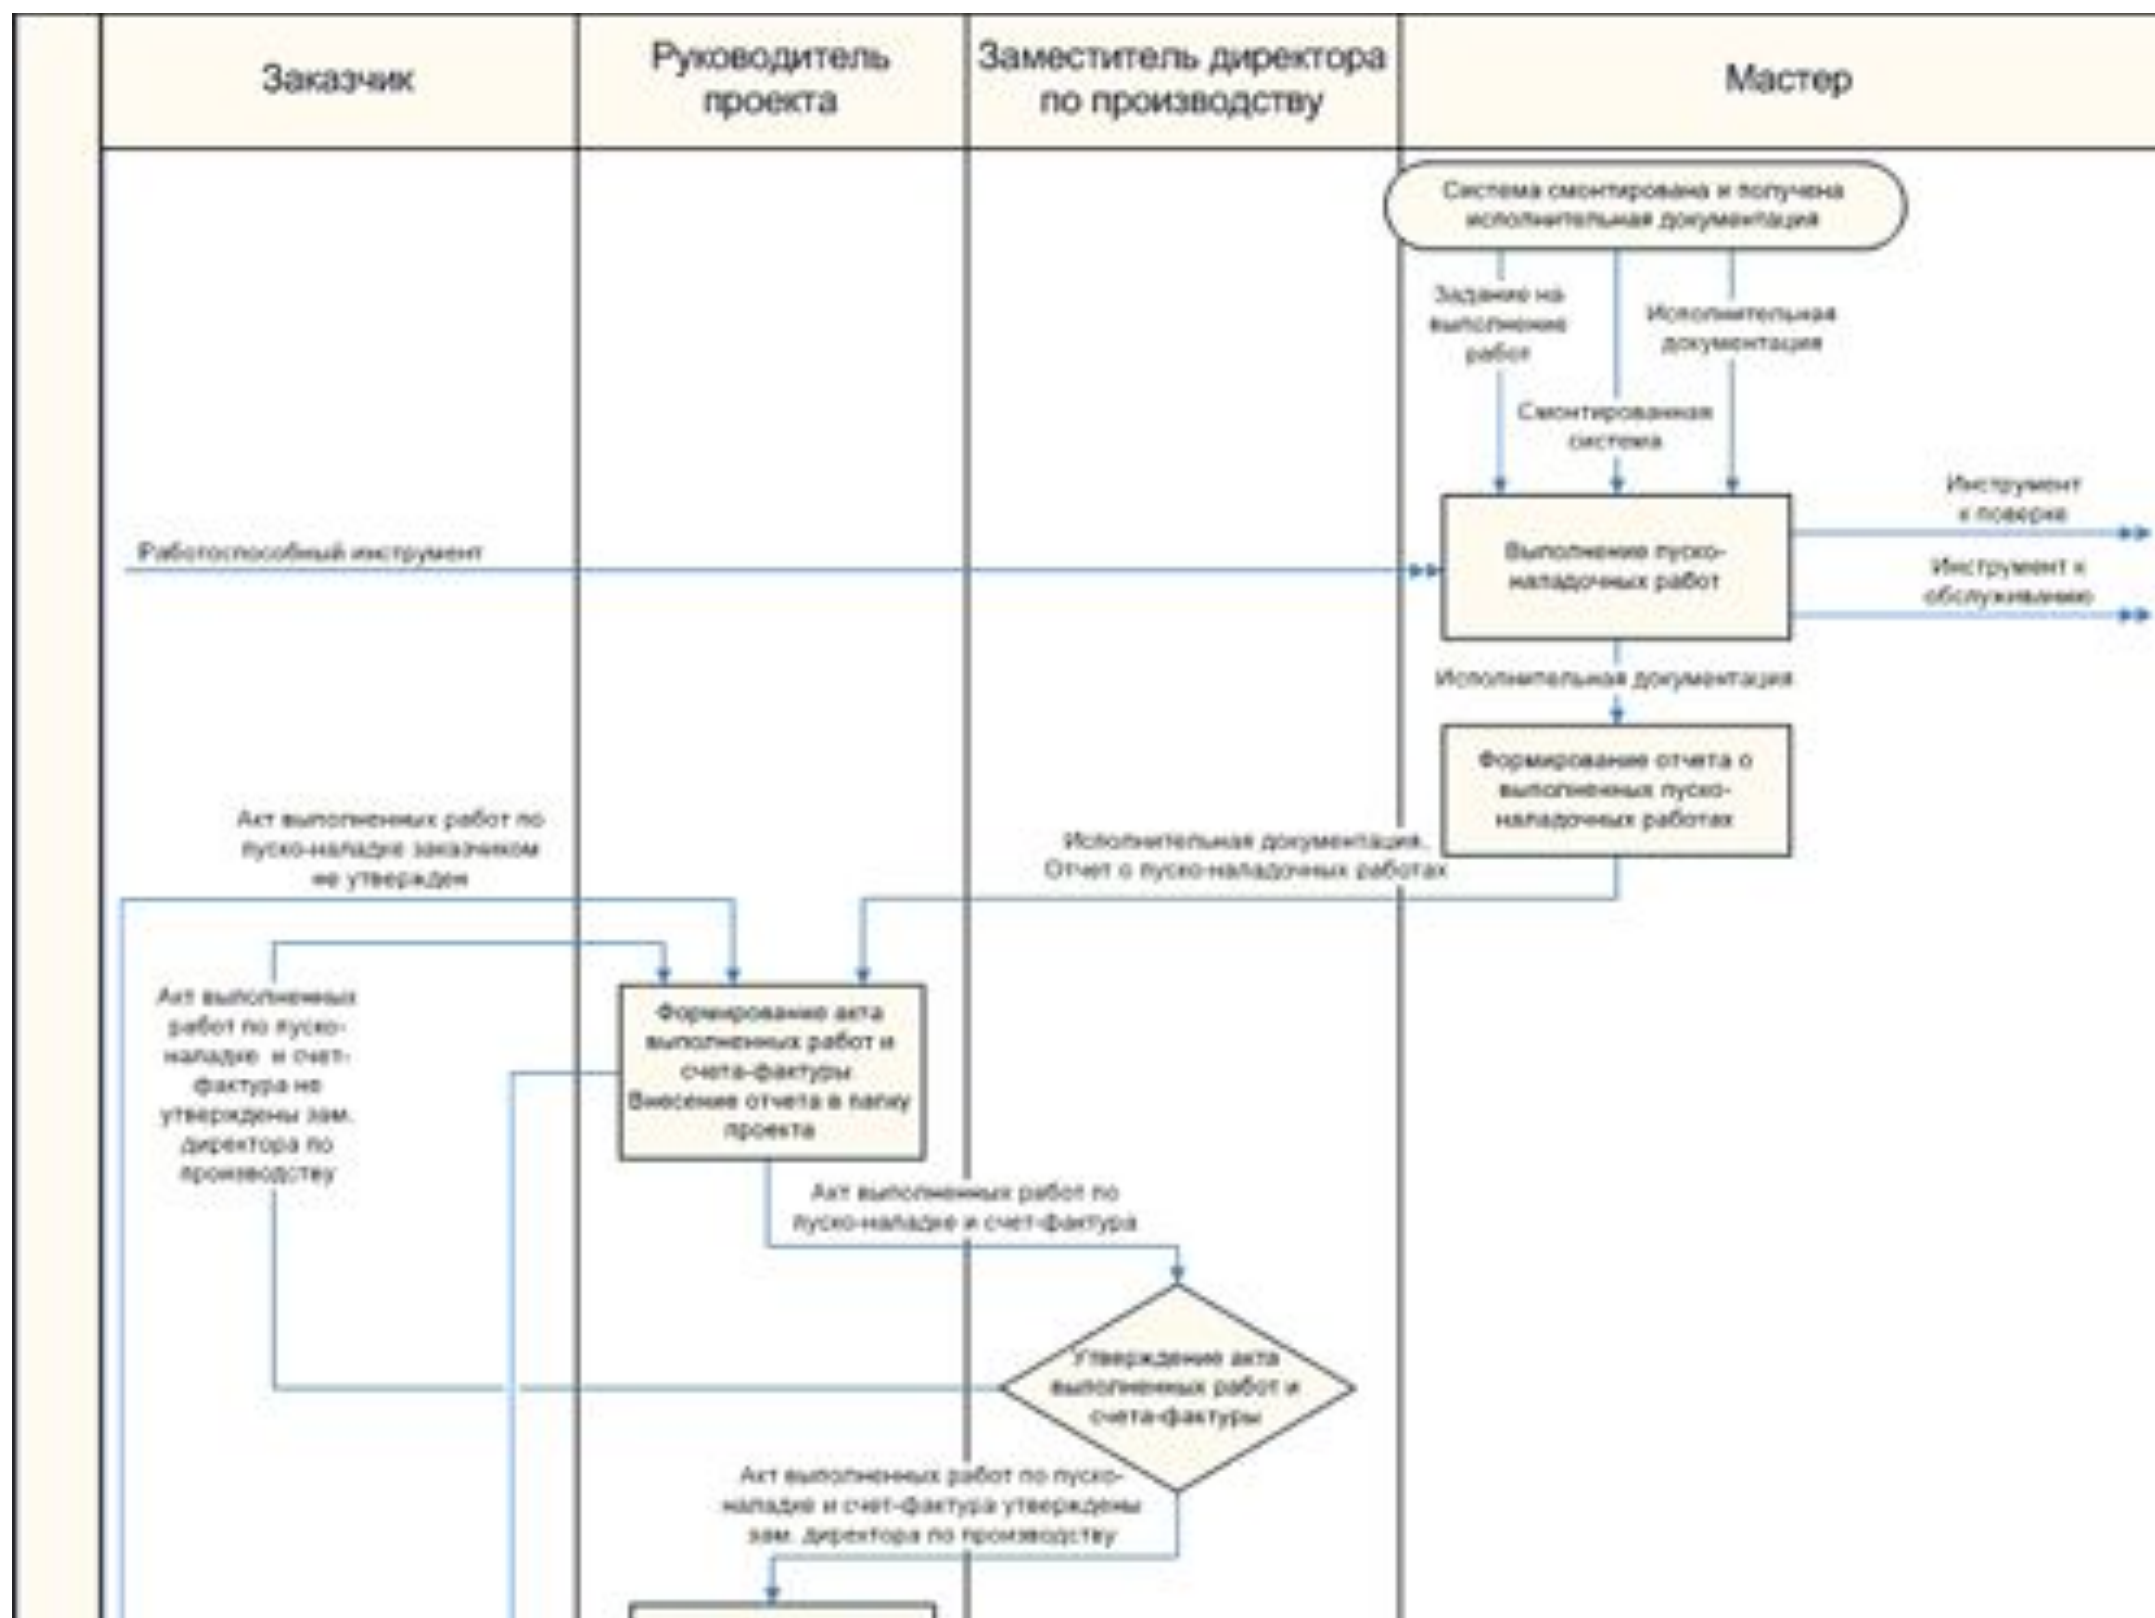 Заказчик
Руководитель
проекта
Заместитель директора
по производству
Мастер
Система смонтирована и получена
исполнительная документация
Задание на
выполнение
работ
Исполнительная
документация
Смонтированная
система
Инструмент
к поверке
Работоспособный инструмент
Выполнение пуско-
наладочных работ
Инструмент к
обслуживанию
Исполнительная документация
Формирование отчета о
выполненных пуско-
наладочных работах
Акт выполненных работ по
пуско-наладке заказчиком
не утвержден
Исполнительная документация.
Отчет о пуско-наладочных работах
Акт выполненных
работ по пуско-
наладке и счет-
фактура не
утверждены зам.
директора по
производству
Формирование акта
выполненных работ и
счета-фактуры
Внесение отчета в папку
проекта
Акт выполненных работ по
пуско-наладке и счет-фактура
Утверждение акта
выполненных работ и
счета-фактуры
Акт выполненных работ по пуско-
наладке и счет-фактура утверждены
зам. директора по производству